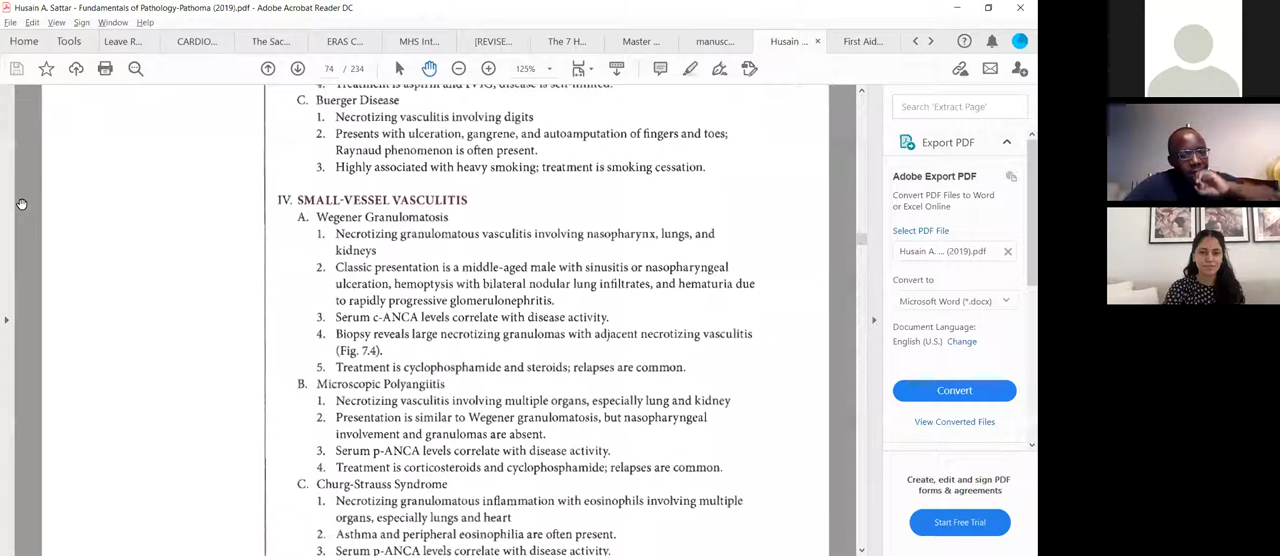 Husain A. Sattar - Fundamentals of Pathology-Pathoma (2019).pdf - Adobe Acrobat Reader DC
File Edit View Sign Window Help
Home Tools Leave R... CARDIO... The Sac... ERAS C... MHS Int... [REVISE... The 7 H... Master ... manusc... Husain ... × First Aid...
74 / 234 125%
4. Treatment is aspirin and IVIG; disease is self-limited.
C. Buerger Disease
1. Necrotizing vasculitis involving digits
2. Presents with ulceration, gangrene, and autoamputation of fingers and toes;
Raynaud phenomenon is often present.
3. Highly associated with heavy smoking; treatment is smoking cessation.
IV. SMALL-VESSEL VASCULITIS
A. Wegener Granulomatosis
1. Necrotizing granulomatous vasculitis involving nasopharynx, lungs, and
kidneys
2. Classic presentation is a middle-aged male with sinusitis or nasopharyngeal
ulceration, hemoptysis with bilateral nodular lung infiltrates, and hematuria due
to rapidly progressive glomerulonephritis.
3. Serum c-ANCA levels correlate with disease activity.
4. Biopsy reveals large necrotizing granulomas with adjacent necrotizing vasculitis
(Fig. 7.4).
5. Treatment is cyclophosphamide and steroids; relapses are common.
B. Microscopic Polyangiitis
1. Necrotizing vasculitis involving multiple organs, especially lung and kidney
2. Presentation is similar to Wegener granulomatosis, but nasopharyngeal
involvement and granulomas are absent.
3. Serum p-ANCA levels correlate with disease activity.
4. Treatment is corticosteroids and cyclophosphamide; relapses are common.
C. Churg-Strauss Syndrome
1. Necrotizing granulomatous inflammation with eosinophils involving multiple
organs, especially lungs and heart
2. Asthma and peripheral eosinophilia are often present.
3. Serum p-ANCA levels correlate with disease activity.
Search 'Extract Page'
Export PDF
Adobe Export PDF
Convert PDF Files to Word
or Excel Online
Select PDF File
Husain A. ... (2019).pdf
Convert to
Microsoft Word (*.docx)
Document Language:
English (U.S.) Change
Convert
View Converted Files
Create, edit and sign PDF
forms & agreements
Start Free Trial